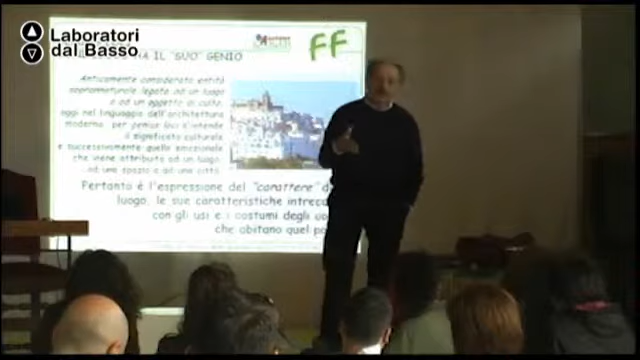 Laboratori
dal Basso
FF
HA IL "SUO" GENIO
Anticamente considerato entità
soprannaturale legata ad un luogo
e ad un oggetto di culto,
oggi nel linguaggio dell'architettura
moderna, per genius loci s'intende
il significato culturale
e successivamente quello emozionale
che viene attribuito ad un luogo,
ad uno spazio e ad una città.
Pertanto è l'espressione del "carattere" d
luogo, le sue caratteristiche intrec
con gli usi e i costumi degli
che abitano quel